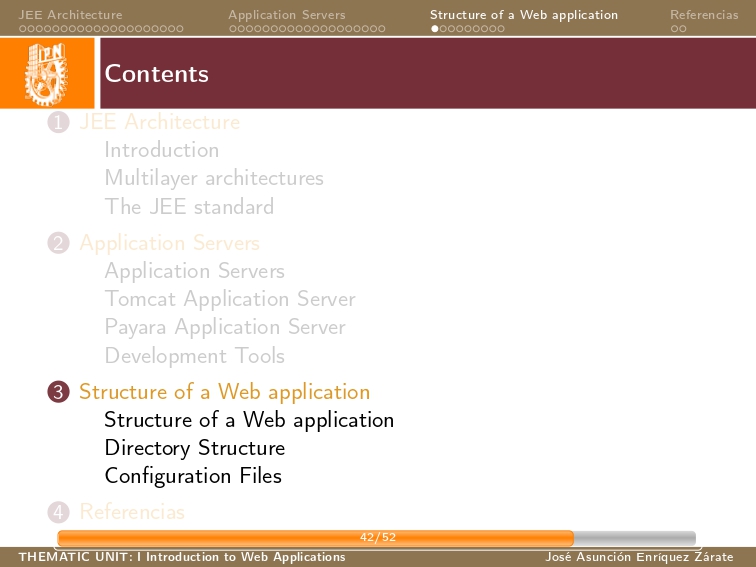 JEE Architecture Application Servers Structure of a Web application Referencias
IPN
Contents
1 JEE Architecture
Introduction
Multilayer architectures
The JEE standard
2 Application Servers
Application Servers
Tomcat Application Server
Payara Application Server
Development Tools
3 Structure of a Web application
Structure of a Web application
Directory Structure
Configuration Files
4 Referencias
42/52
THEMATIC UNIT: I Introduction to Web Applications José Asunción Enríquez Zárate